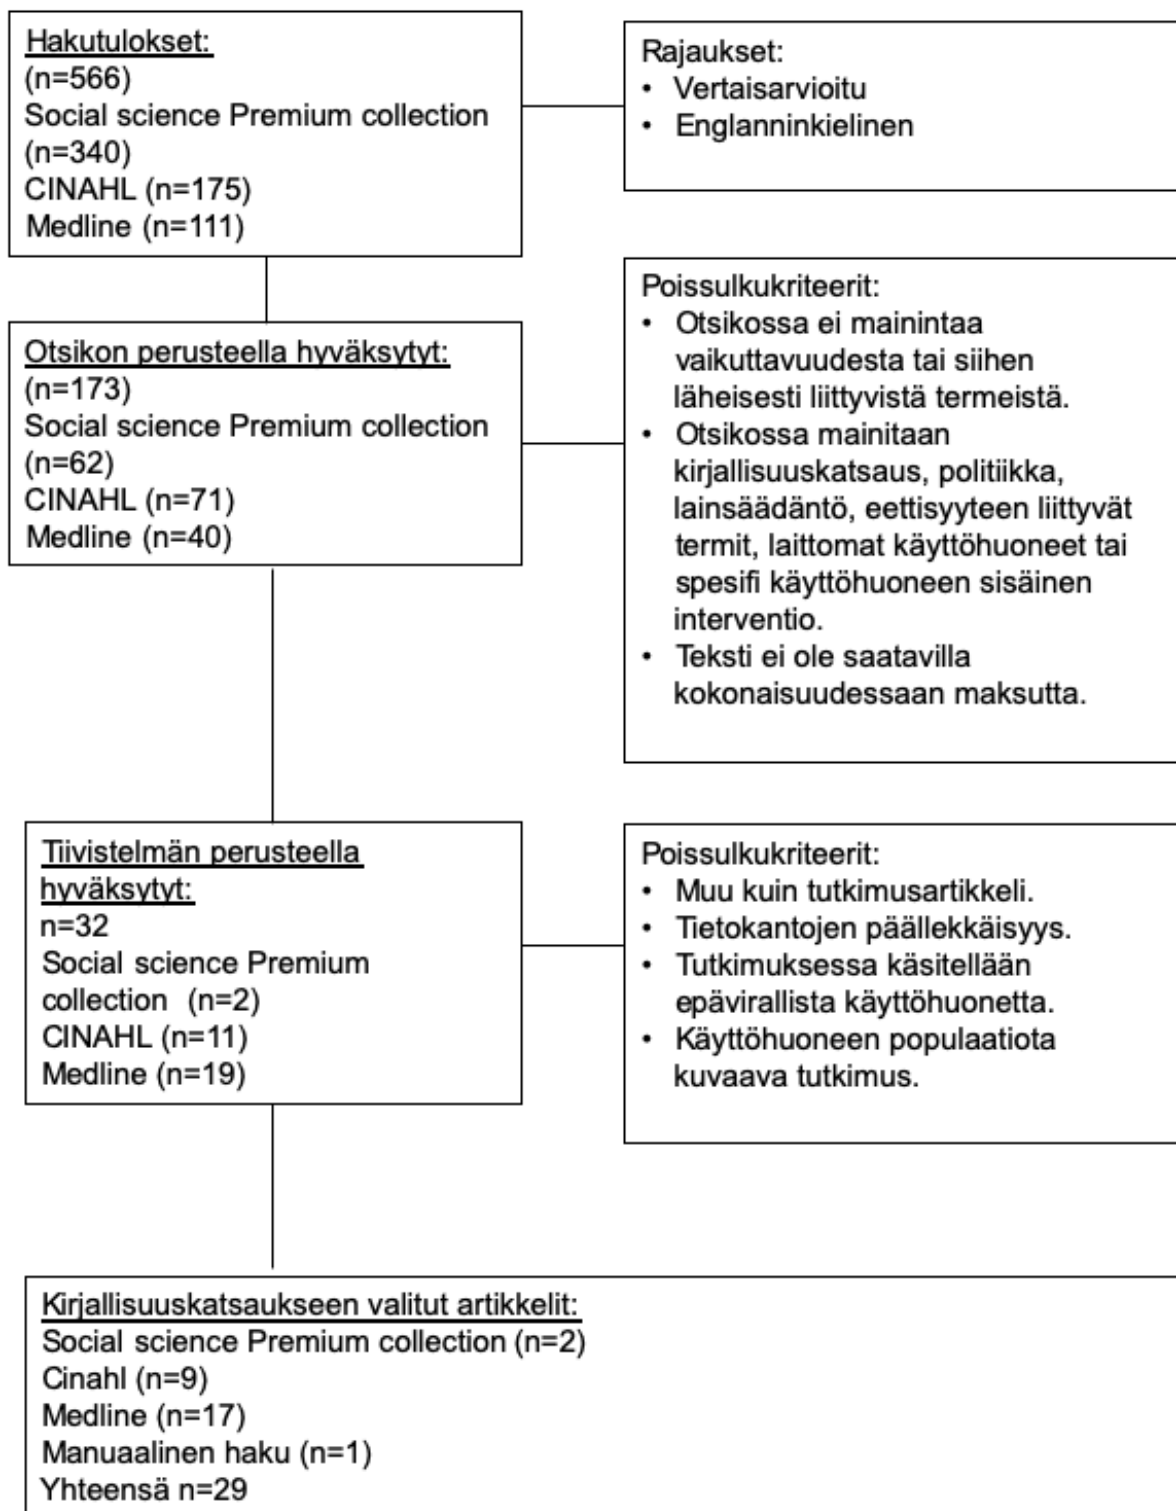 Hakutulokset:
(n=566)
Social science Premium collection
(n=340)
CINAHL (n=175)
Medline (n=111)
Rajaukset:
• Vertaisarvioitu
• Englanninkielinen
Otsikon perusteella hyväksytyt:
(n=173)
Social science Premium collection
(n=62)
CINAHL (n=71)
Medline (n=40)
Poissulkukriteerit:
• Otsikossa ei mainintaa
vaikuttavuudesta tai siihen
läheisesti liittyvistä termeistä.
• Otsikossa mainitaan
kirjallisuuskatsaus, politiikka,
lainsäädäntö, eettisyyteen liittyvät
termit, laittomat käyttöhuoneet tai
spesifi käyttöhuoneen sisäinen
interventio.
• Teksti ei ole saatavilla
kokonaisuudessaan maksutta.
Tiivistelmän perusteella
hyväksytyt:
n=32
Social science Premium
collection (n=2)
CINAHL (n=11)
Medline (n=19)
Poissulkukriteerit:
• Muu kuin tutkimusartikkeli.
• Tietokantojen päällekkäisyys.
• Tutkimuksessa käsitellään
epävirallista käyttöhuonetta.
• Käyttöhuoneen populaatiota
kuvaava tutkimus.
Kirjallisuuskatsaukseen valitut artikkelit:
Social science Premium collection (n=2)
Cinahl (n=9)
Medline (n=17)
Manuaalinen haku (n=1)
Yhteensä n=29